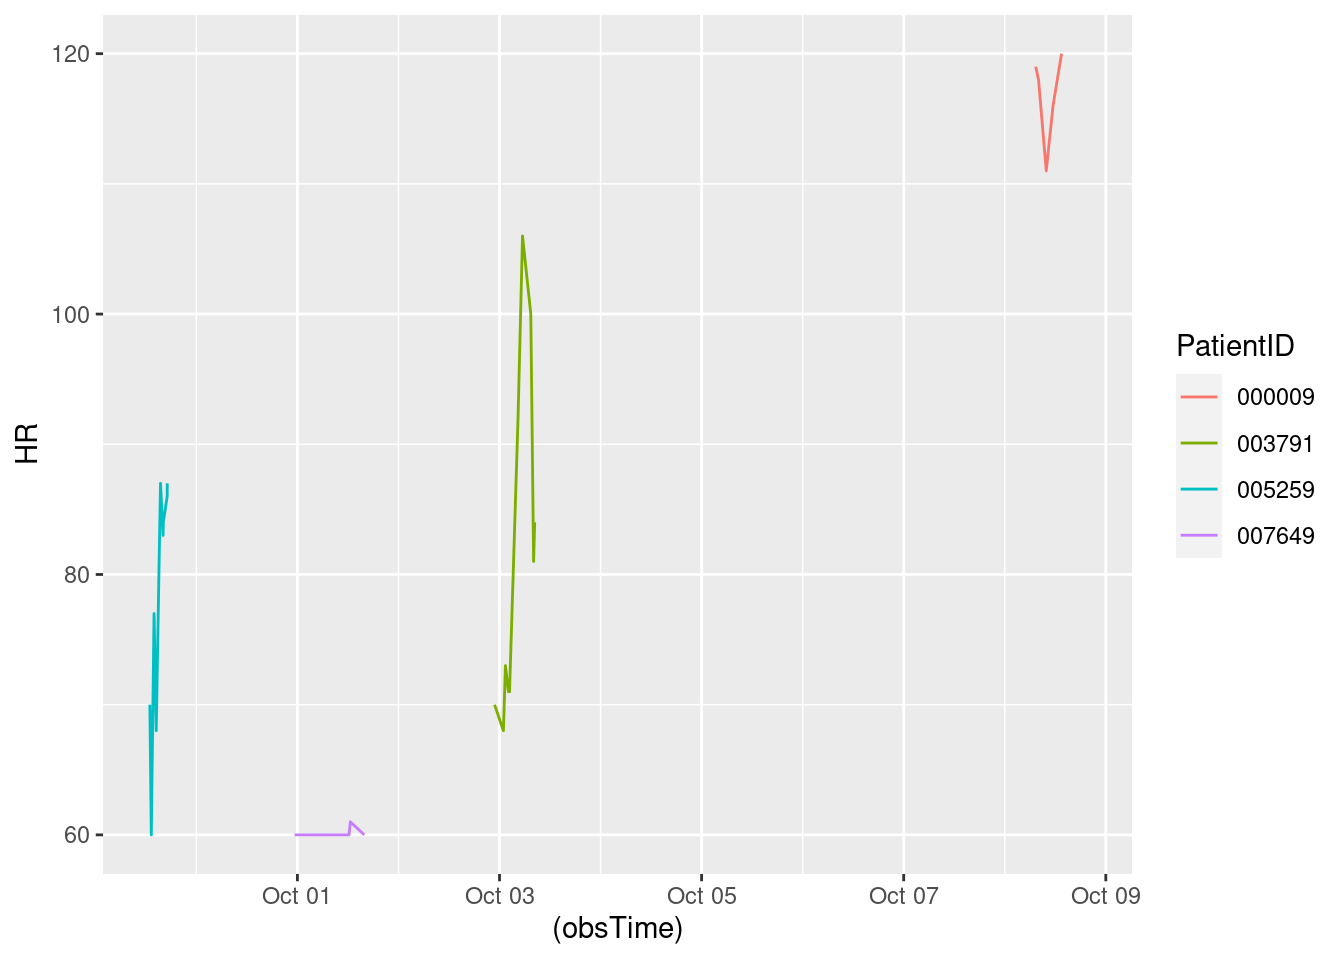 120
100
80
60
HR
Oct 01
Oct 03
Oct 05
Oct 07
Oct 09
(obsTime)
PatientID
000009
003791
005259
007649